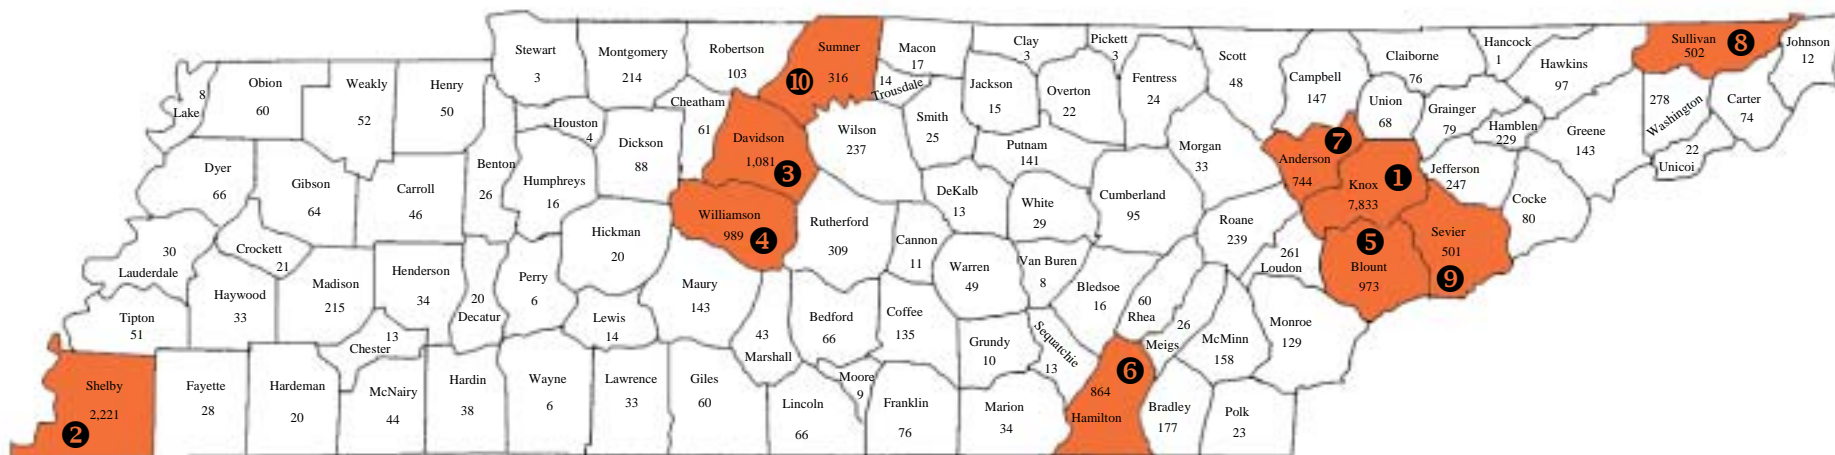 Stewart
3
Montgomery
214
Robertson
103
Sumner
❿ 316
Macon
17
Clay
3
Pickett
3
Fentress
24
Scott
48
Campbell
147
Claiborne
76
Hancock
1
Hawkins
97
Sullivan
502 ❽
Johnson
12
Lake
8
Obion
60
Weakly
52
Henry
50
Houston
4
Dickson
88
Cheatham
61
Davidson
1,081
❸
Wilson
237
14
Trousdale
Smith
25
Jackson
15
Overton
22
Putnam
141
Morgan
33
Anderson
744
❼
Union
68
Grainger
79
Hamblen
229
Greene
143
278
Washington
Carter
74
22
Unicoi
Dyer
66
Gibson
64
Carroll
46
Benton
26
Humphreys
16
Hickman
20
Williamson
989 ❹
Rutherford
309
Cannon
11
DeKalb
13
White
29
Cumberland
95
Roane
239
Knox ❶
7,833
Jefferson
247
Cocke
80
Sevier
501
❾
❺
Blount
973
261
Loudon
30
Lauderdale
Crockett
21
Haywood
33
Madison
215
Henderson
34
20
Decatur
Perry
6
Lewis
14
Maury
143
43
Marshall
Bedford
66
Coffee
135
Warren
49
Van Buren
8
Bledsoe
16
60
Rhea
26
Meigs
McMinn
158
Monroe
129
Tipton
51
13
Chester
Shelby
2,221
❷
Fayette
28
Hardeman
20
McNairy
44
Hardin
38
Wayne
6
Lawrence
33
Giles
60
Lincoln
66
Moore
9
Franklin
76
Grundy
10
Marion
34
Sequatchie
13
864 ❻
Hamilton
Bradley
177
Polk
23